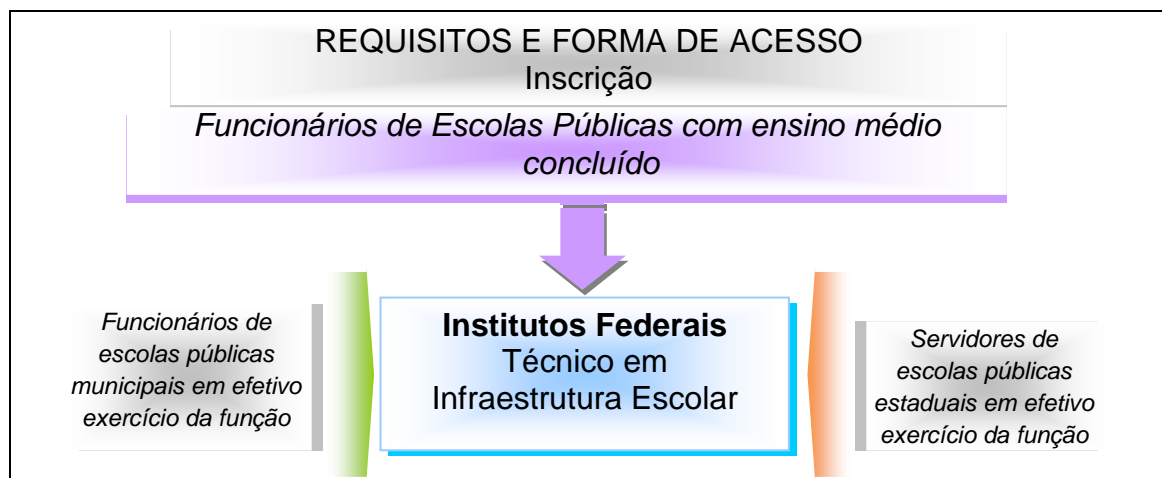 REQUISITOS E FORMA DE ACESSO
Inscrição
Funcionários de Escolas Públicas com ensino médio
concluído
Funcionários de
escolas públicas
municipais em efetivo
exercício da função
Institutos Federais
Técnico em
Infraestrutura Escolar
Servidores de
escolas públicas
estaduais em efetivo
exercício da função